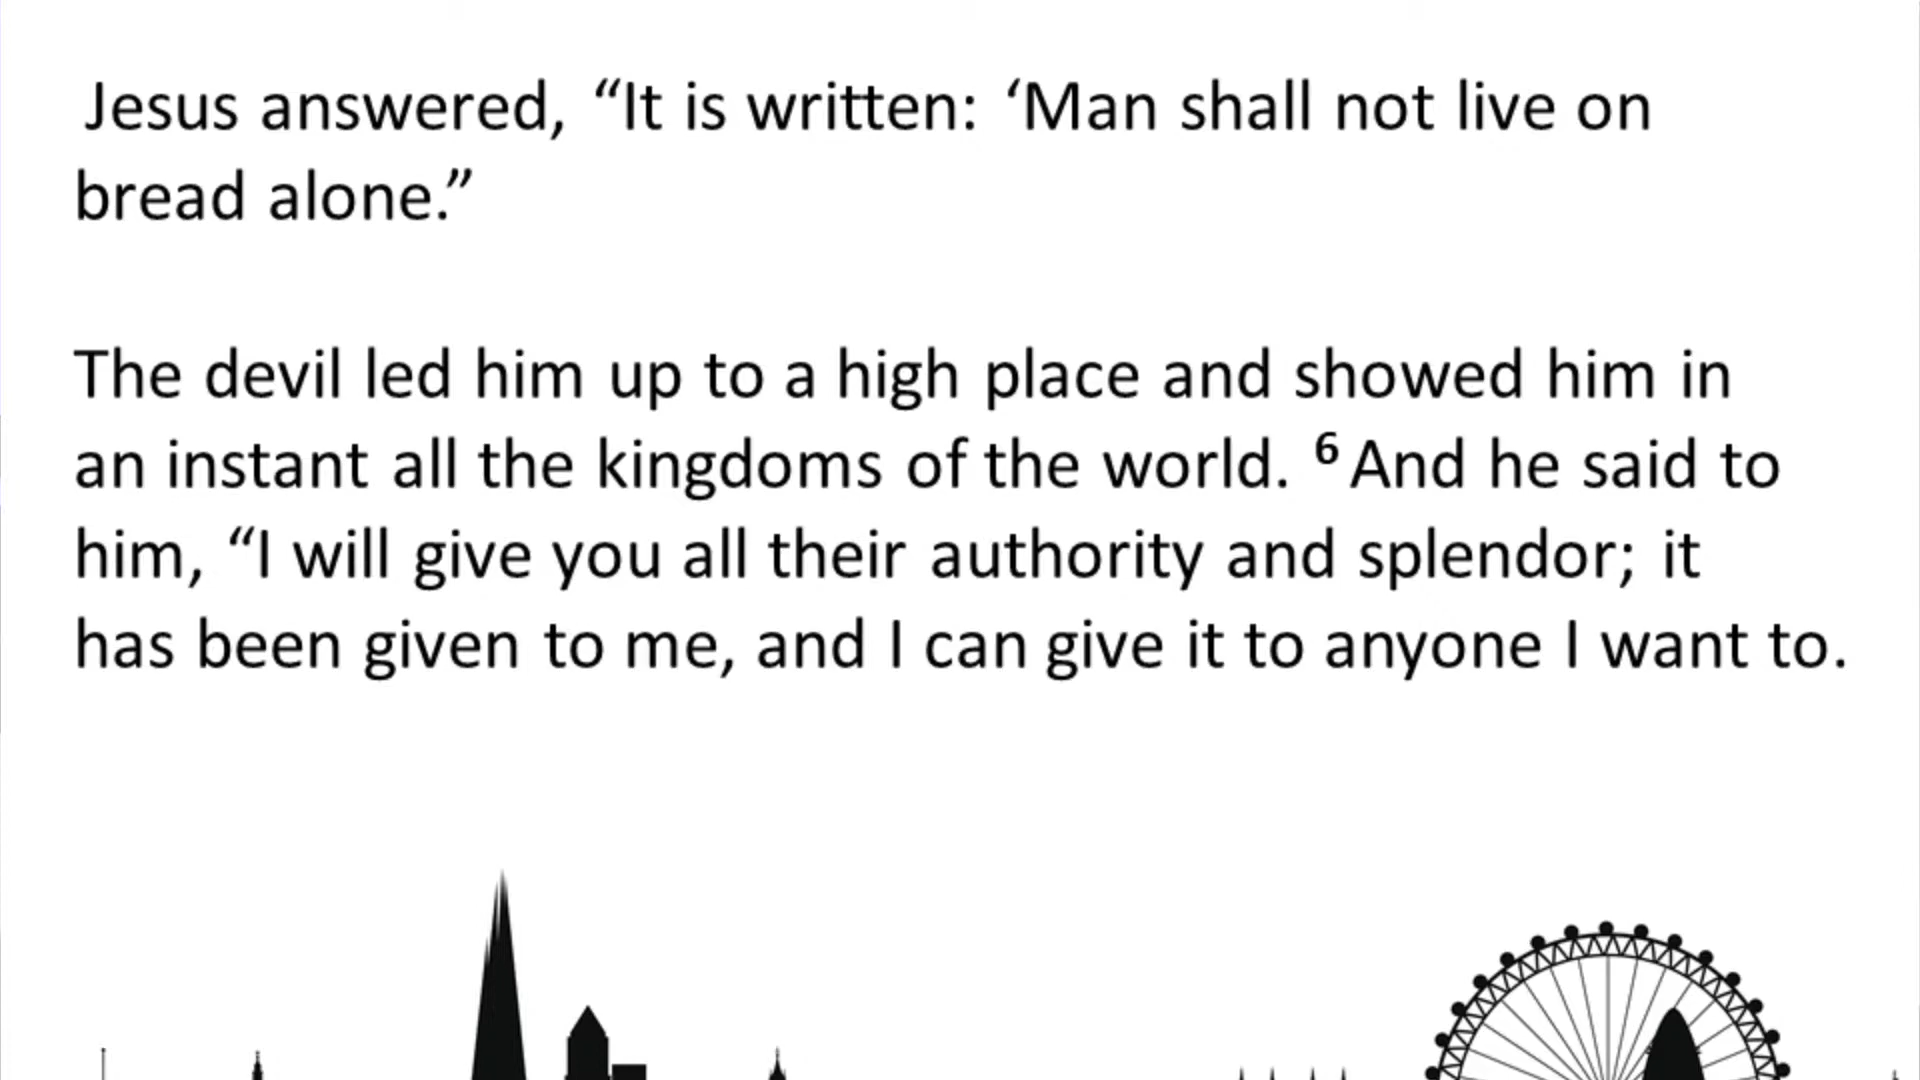 Jesus answered, “It is written: ‘Man shall not live on
bread alone.”
The devil led him up to a high place and showed him in
an instant all the kingdoms of the world. ⁶ And he said to
him, “I will give you all their authority and splendor; it
has been given to me, and I can give it to anyone I want to.